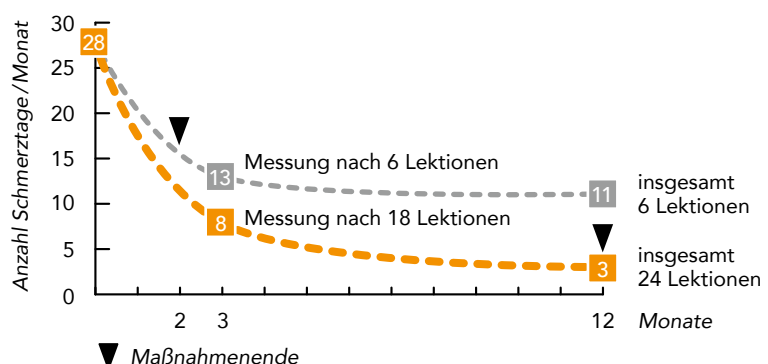 Anzahl Schmerztage / Monat
30
25
20
15
10
5
0
28
13
Messung nach 6 Lektionen
11
insgesamt
6 Lektionen
8
Messung nach 18 Lektionen
3
insgesamt
24 Lektionen
2
3
12
Monate
Maßnahmenende